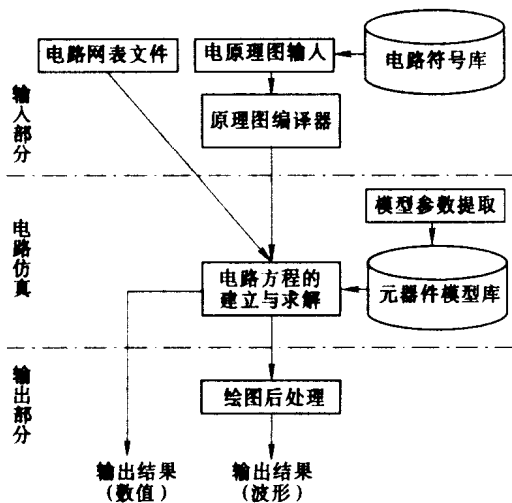 电路网表文件
电原理图输入
电路符号库
输入部分
原理图编译器
模型参数提取
电路仿真
电路方程的
建立与求解
元器件模型库
输出部分
绘图后处理
输出结果
(数值)
输出结果
(波形)